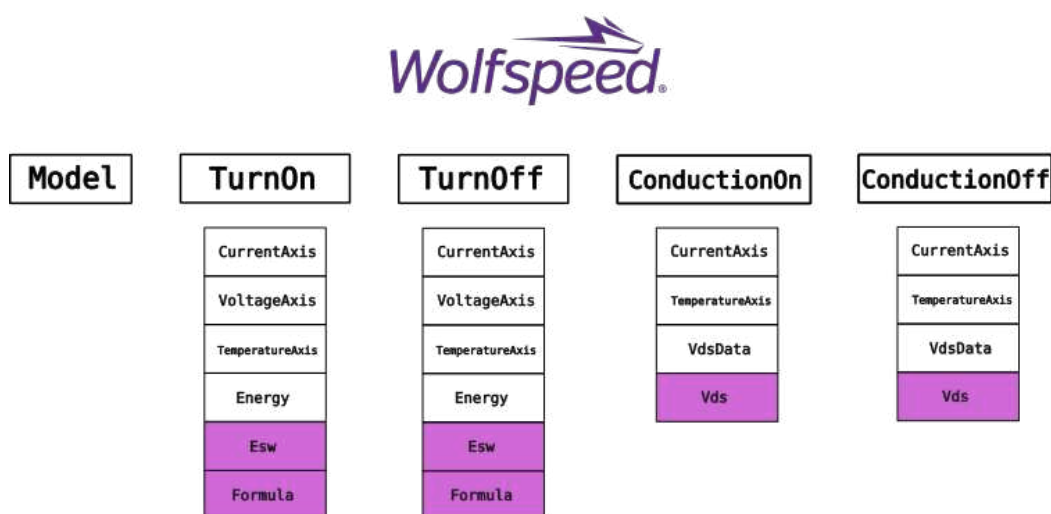 Wolfspeed®
Model
TurnOn
TurnOff
ConductionOn
ConductionOff
CurrentAxis
VoltageAxis
TemperatureAxis
Energy
Esw
Formula
CurrentAxis
VoltageAxis
TemperatureAxis
Energy
Esw
Formula
CurrentAxis
TemperatureAxis
VdsData
Vds
CurrentAxis
TemperatureAxis
VdsData
Vds